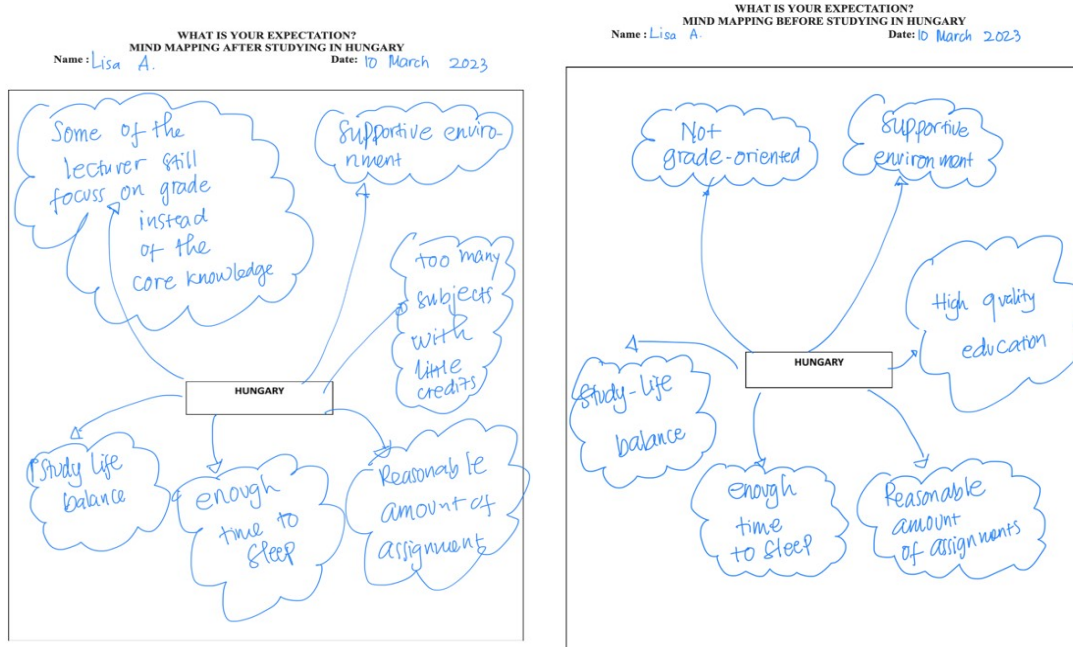 WHAT IS YOUR EXPECTATION?
MIND MAPPING AFTER STUDYING IN HUNGARY
Name : Lisa A. Date: 10 March 2023
Some of the
lecturer still
focuss on grade
instead
of the
core knowledge
Supportive enviro-
nment
too many
subjects
with
little
credits
HUNGARY
Study life
balance
enough
time to
sleep
Reasonable
amount of
assignment
WHAT IS YOUR EXPECTATION?
MIND MAPPING BEFORE STUDYING IN HUNGARY
Name : Lisa A. Date: 10 March 2023
Not
grade-oriented
Supportive
environment
High quality
education
HUNGARY
Study-Life
balance
enough
time
to sleep
Reasonable
amount
of assignments